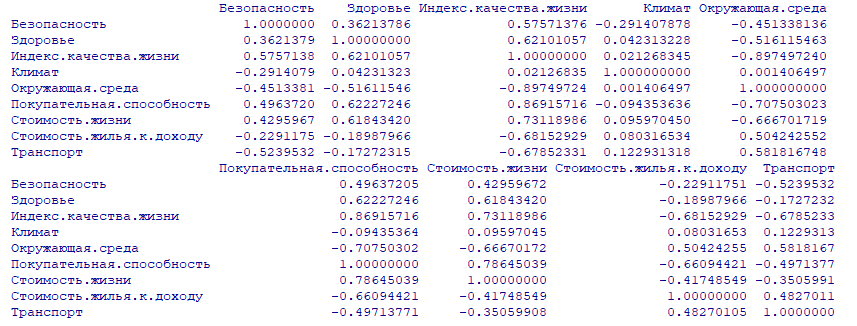 Безопасность Здоровье Индекс.качества.жизни Климат Окружающая.среда
Безопасность 1.0000000 0.36213786 0.57571376 -0.291407878 -0.451338136
Здоровье 0.3621379 1.00000000 0.62101057 0.042313228 -0.516115463
Индекс.качества.жизни 0.5757138 0.62101057 1.00000000 0.021268345 -0.897497240
Климат -0.2914079 0.04231323 0.02126835 1.000000000 0.001406497
Окружающая.среда -0.4513381 -0.51611546 -0.89749724 0.001406497 1.000000000
Покупательная.способность 0.4963720 0.62227246 0.86915716 -0.094353636 -0.707503023
Стоимость.жизни 0.4295967 0.61843420 0.73118986 0.095970450 -0.666701719
Стоимость.жилья.к.доходу -0.2291175 -0.18987966 -0.68152929 0.080316534 0.504242552
Транспорт -0.5239532 -0.17272315 -0.67852331 0.122931318 0.581816748
Покупательная.способность Стоимость.жизни Стоимость.жилья.к.доходу Транспорт
Безопасность 0.49637205 0.42959672 -0.22911751 -0.5239532
Здоровье 0.62227246 0.61843420 -0.18987966 -0.1727232
Индекс.качества.жизни 0.86915716 0.73118986 -0.68152929 -0.6785233
Климат -0.09435364 0.09597045 0.08031653 0.1229313
Окружающая.среда -0.70750302 -0.66670172 0.50424255 0.5818167
Покупательная.способность 1.00000000 0.78645039 -0.66094421 -0.4971377
Стоимость.жизни 0.78645039 1.00000000 -0.41748549 -0.3505991
Стоимость.жилья.к.доходу -0.66094421 -0.41748549 1.00000000 0.4827011
Транспорт -0.49713771 -0.35059908 0.48270105 1.0000000